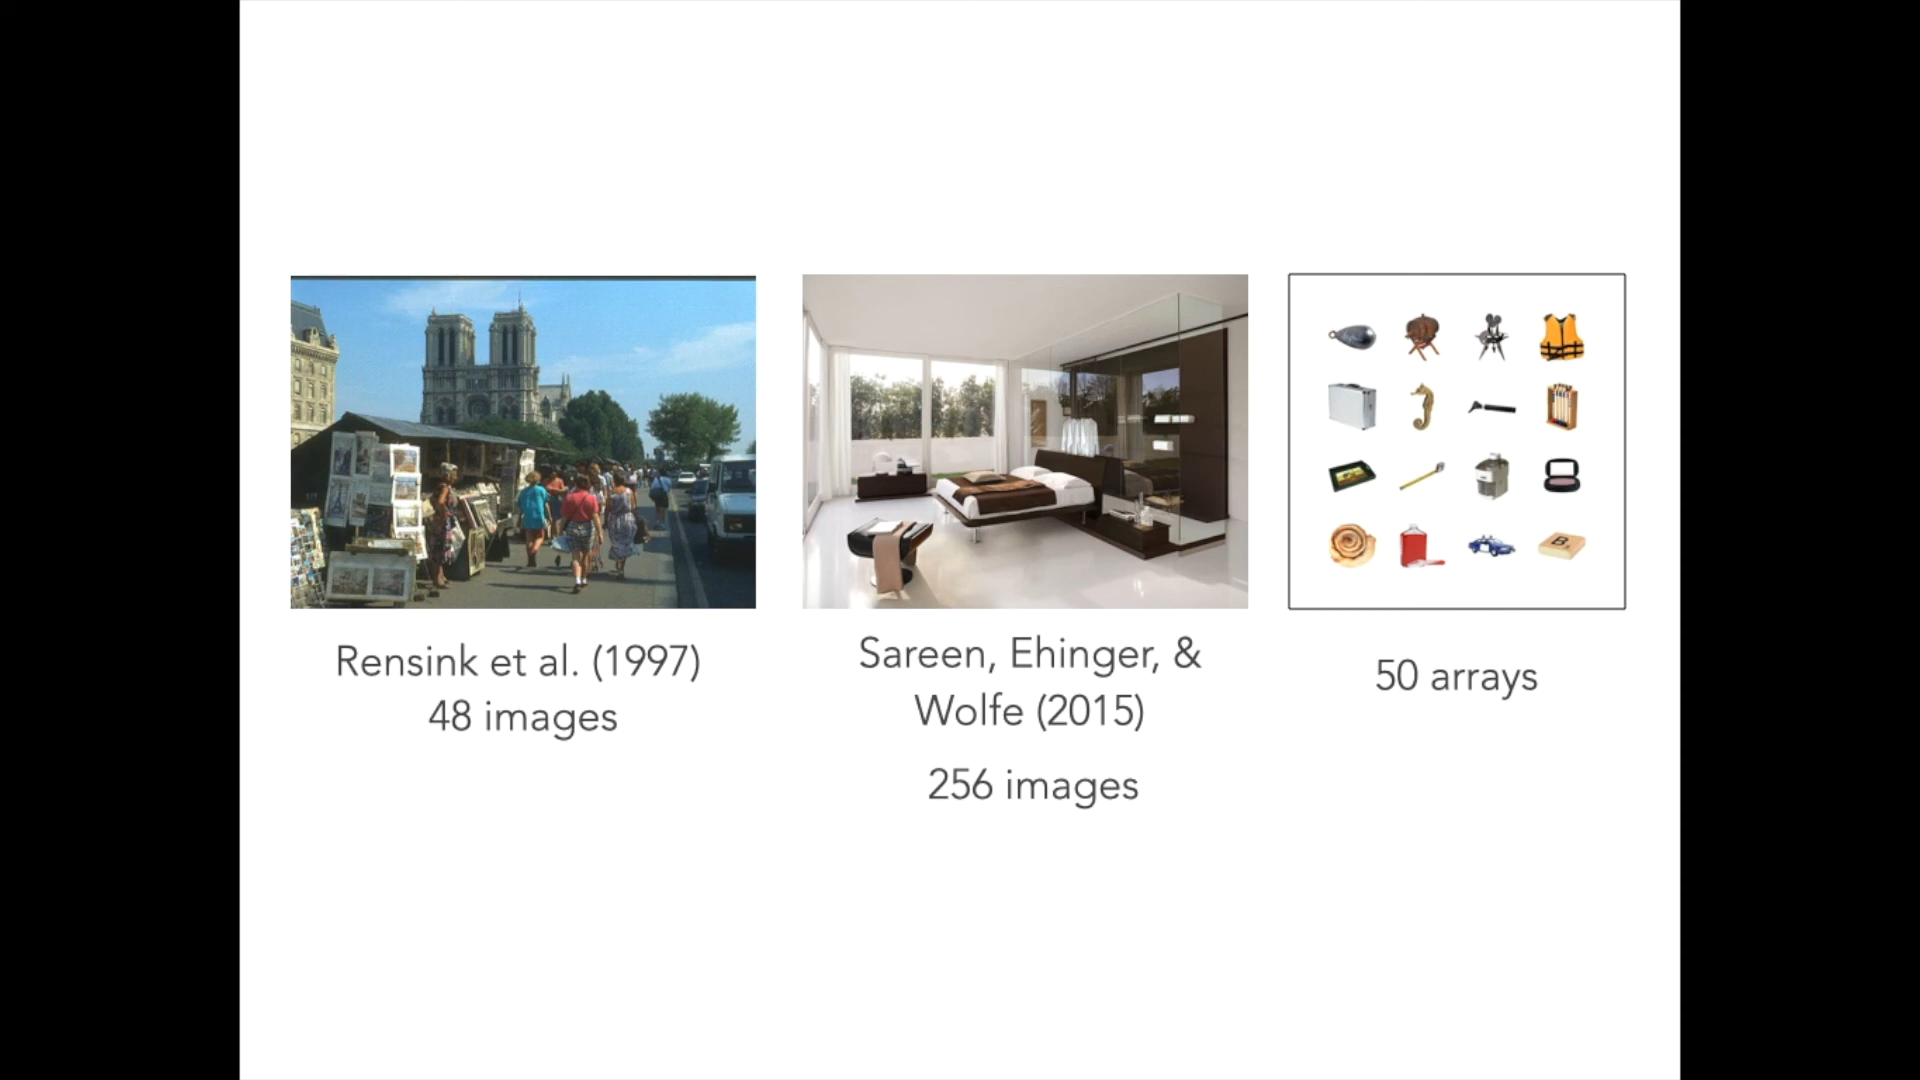 Rensink et al. (1997)
48 images
Sareen, Ehinger, &
Wolfe (2015)
256 images
50 arrays
B